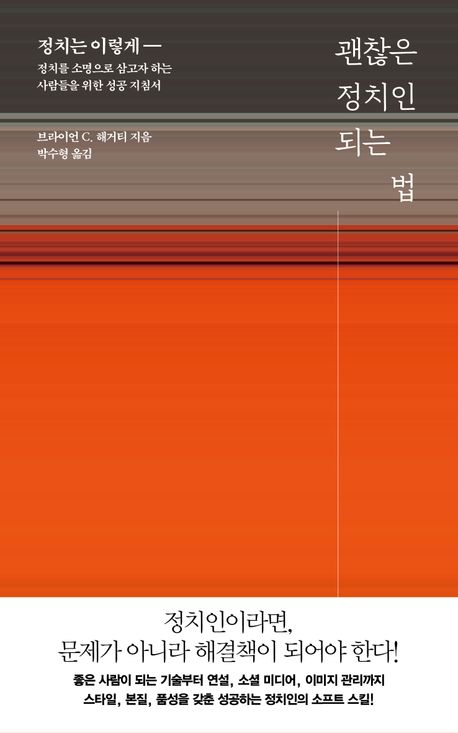 정치는 이렇게 —
정치를 소명으로 삼고자 하는
사람들을 위한 성공 지침서
브라이언 C. 해거티 지음
박수형 옮김
괜찮은
정치인
되는
법
정치인이라면,
문제가 아니라 해결책이 되어야 한다!
좋은 사람이 되는 기술부터 연설, 소셜 미디어, 이미지 관리까지
스타일, 본질, 품성을 갖춘 성공하는 정치인의 소프트 스킬!